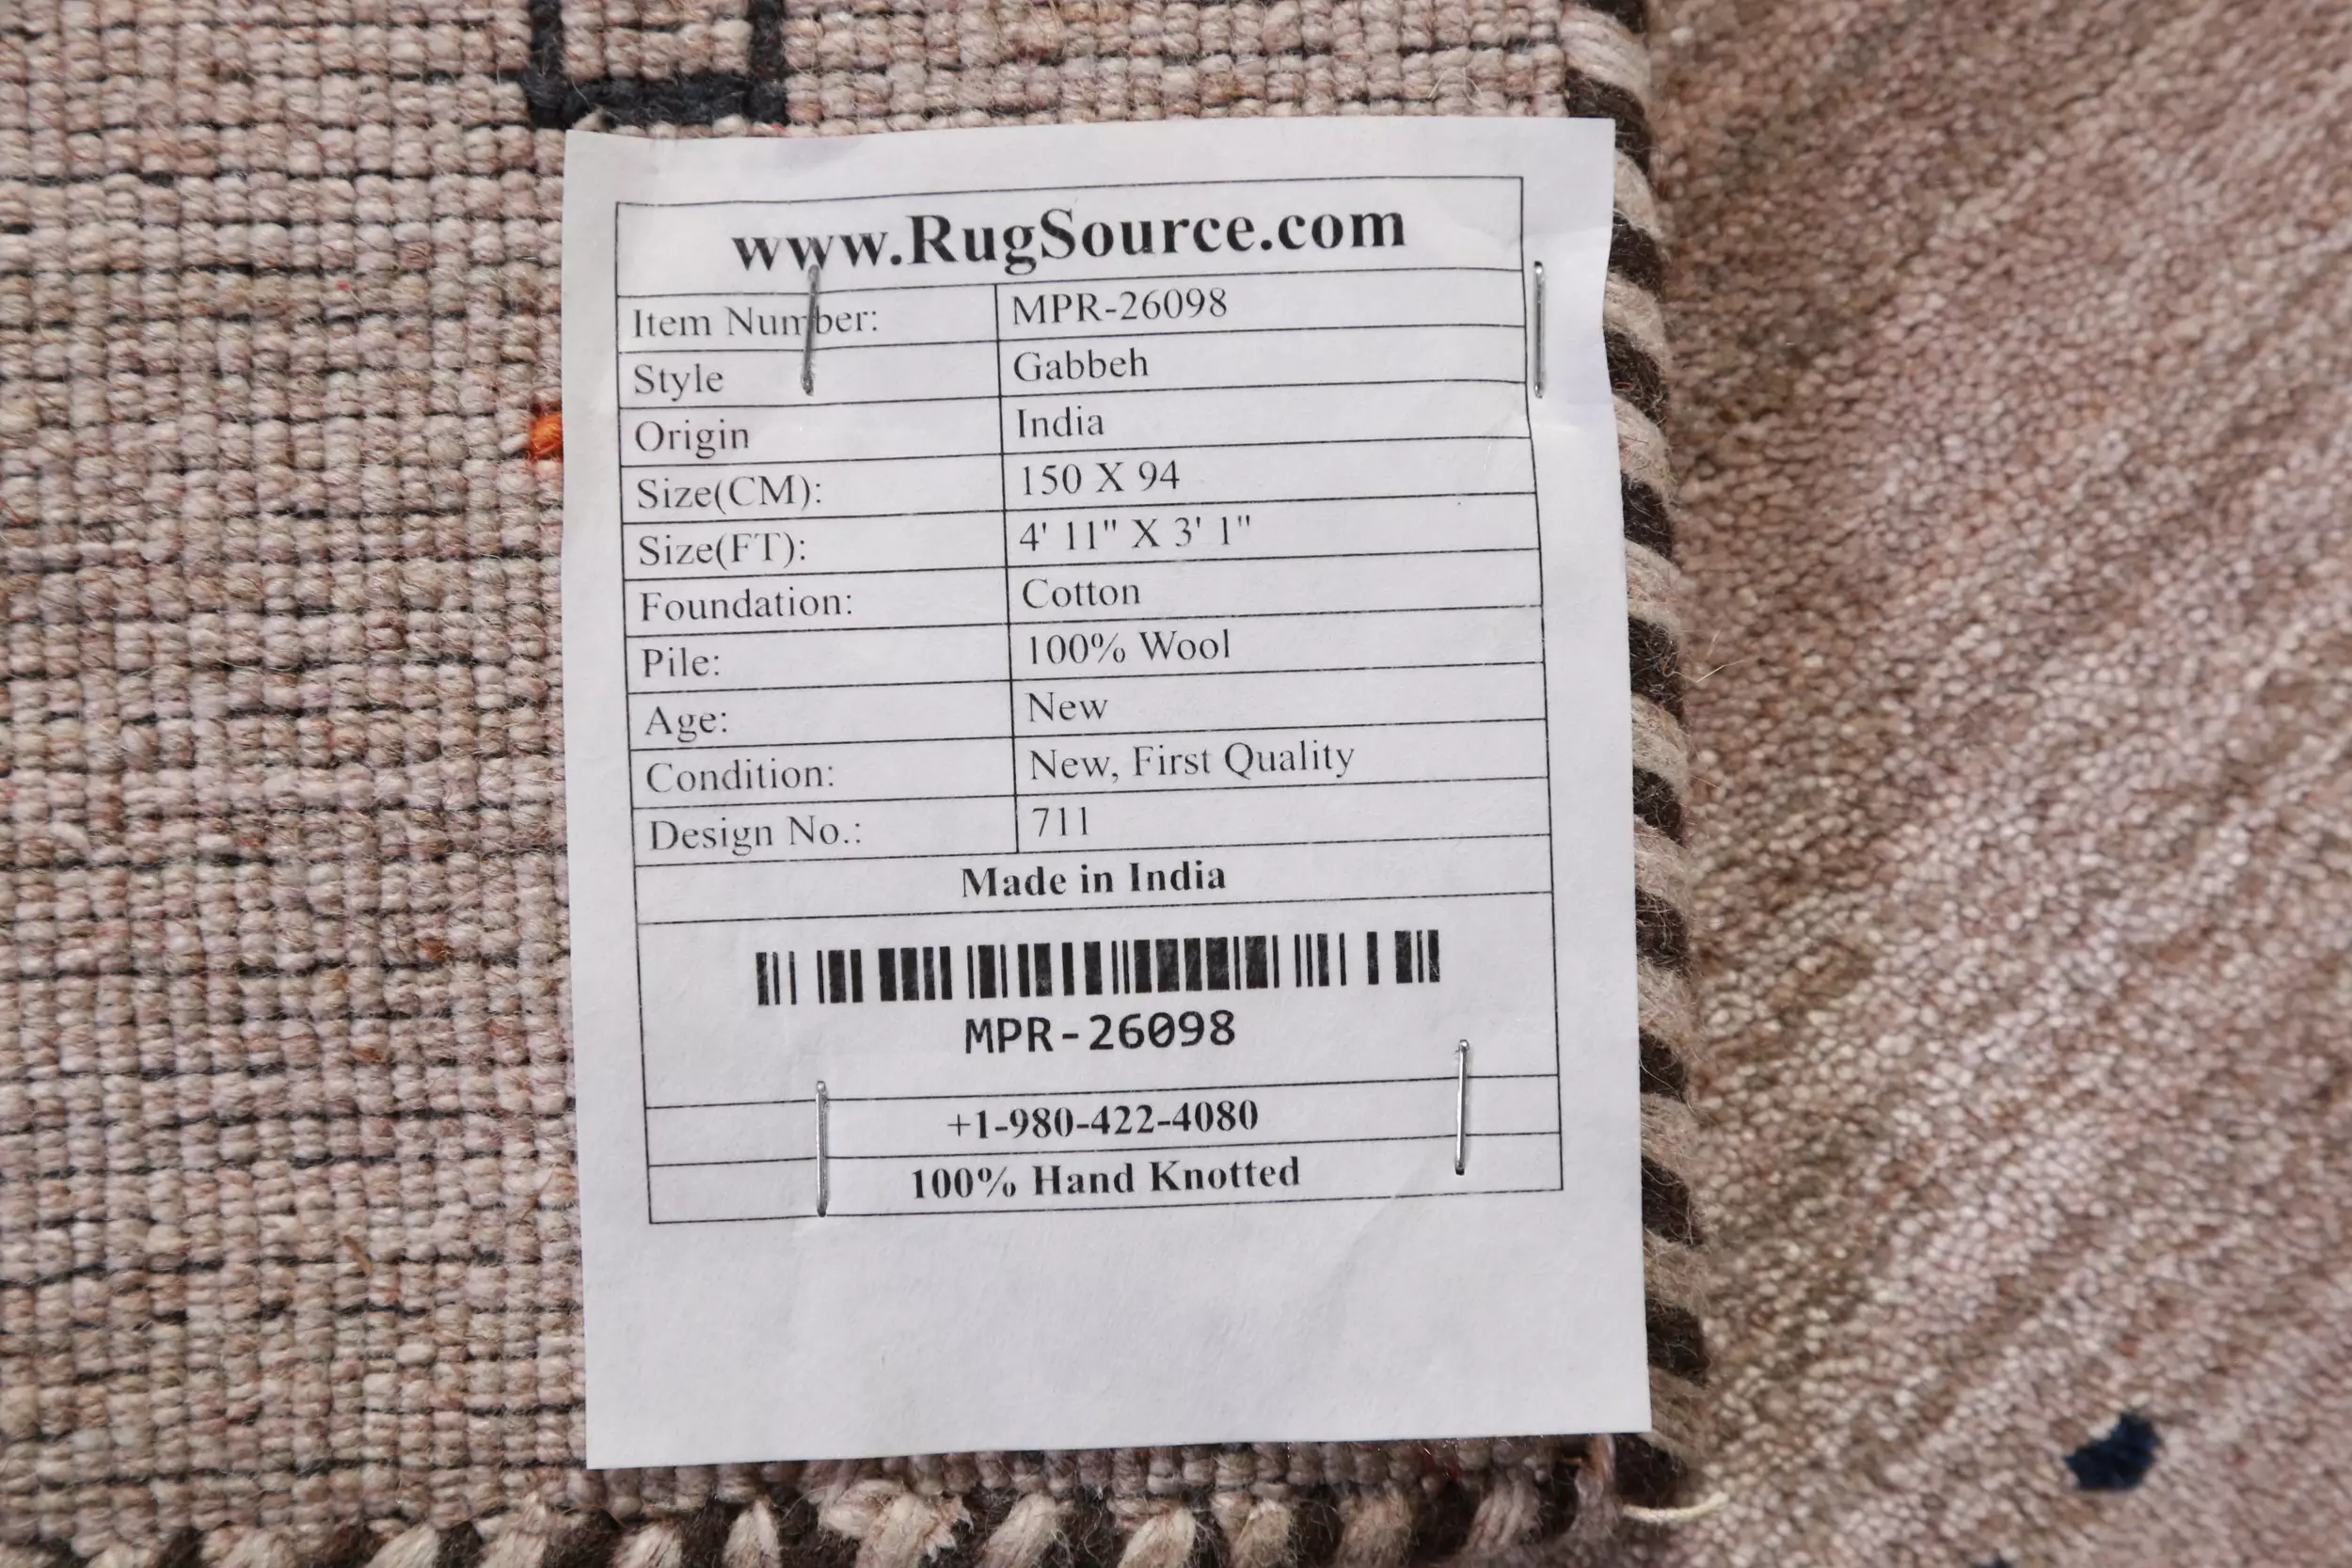 www.RugSource.com
Item Number: MPR-26098
Style Gabbeh
Origin India
Size(CM): 150 X 94
Size(FT): 4' 11" X 3' 1"
Foundation: Cotton
Pile: 100% Wool
Age: New
Condition: New, First Quality
Design No.: 711
Made in India
MPR-26098
+1-980-422-4080
100% Hand Knotted